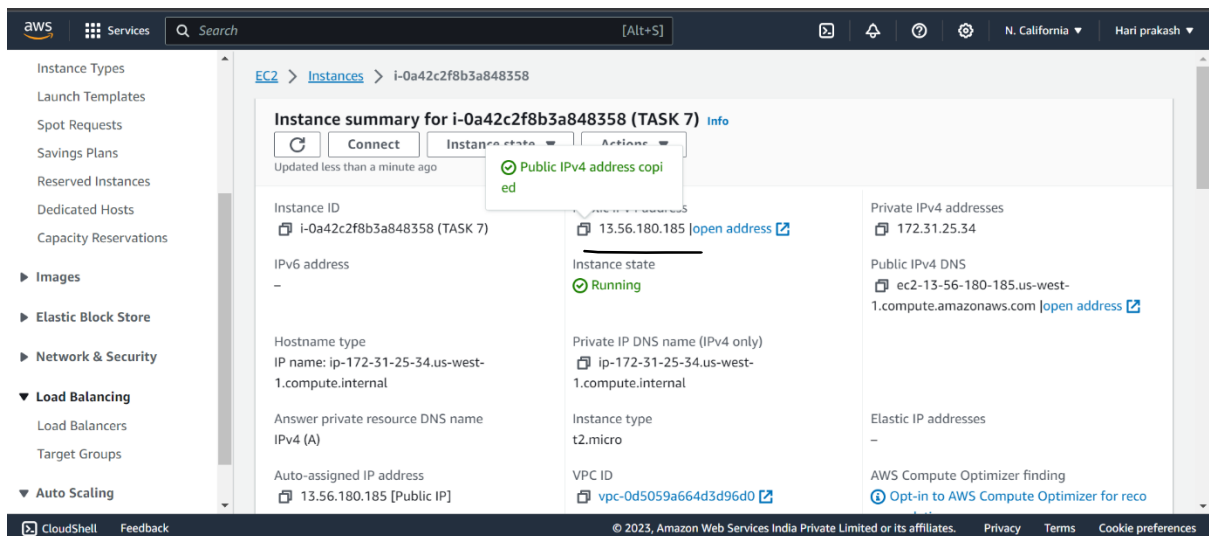 aws
Services
Search
[Alt+S]
N. California ▼
Hari prakash ▼
Instance Types
Launch Templates
Spot Requests
Savings Plans
Reserved Instances
Dedicated Hosts
Capacity Reservations
Images
Elastic Block Store
Network & Security
Load Balancing
Load Balancers
Target Groups
Auto Scaling
EC2 > Instances > i-0a42c2f8b3a848358
Instance summary for i-0a42c2f8b3a848358 (TASK 7) Info
Connect
Instance state ▼
Actions ▼
Updated less than a minute ago
Public IPv4 address copi
ed
Instance ID
i-0a42c2f8b3a848358 (TASK 7)
Public IPv4 address
13.56.180.185 |open address
Private IPv4 addresses
172.31.25.34
IPv6 address
–
Instance state
Running
Public IPv4 DNS
ec2-13-56-180-185.us-west-
1.compute.amazonaws.com |open address
Hostname type
IP name: ip-172-31-25-34.us-west-
1.compute.internal
Private IP DNS name (IPv4 only)
ip-172-31-25-34.us-west-
1.compute.internal
Answer private resource DNS name
IPv4 (A)
Instance type
t2.micro
Elastic IP addresses
–
Auto-assigned IP address
13.56.180.185 [Public IP]
VPC ID
vpc-0d5059a664d3d96d0
AWS Compute Optimizer finding
Opt-in to AWS Compute Optimizer for reco
CloudShell
Feedback
© 2023, Amazon Web Services India Private Limited or its affiliates.
Privacy
Terms
Cookie preferences